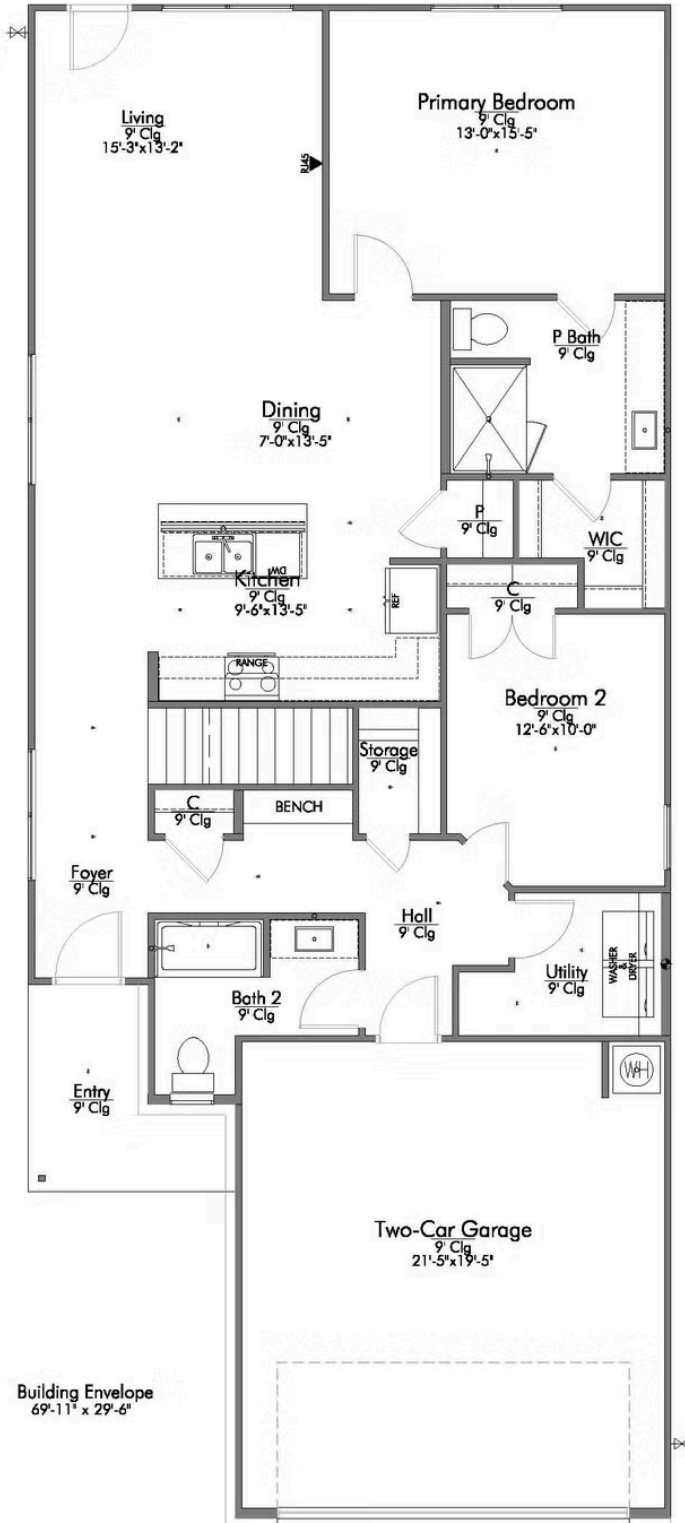 Living
9' Clg
15'-3"x13'-2"
Primary Bedroom
9' Clg
13'-0"x15'-5"
RJ45
P Bath
9' Clg
Dining
9' Clg
7'-0"x13'-5"
P
9' Clg
WIC
9' Clg
DW
Kitchen
9' Clg
9'-6"x13'-5"
REF
C
9' Clg
RANGE
Bedroom 2
9' Clg
12'-6"x10'-0"
Storage
9' Clg
C
9' Clg
BENCH
Foyer
9' Clg
Hall
9' Clg
Utility
9' Clg
WASHER
&
DRYER
Bath 2
9' Clg
Entry
9' Clg
WH
Two-Car Garage
9' Clg
21'-5"x19'-5"
Building Envelope
69'-11" x 29'-6"